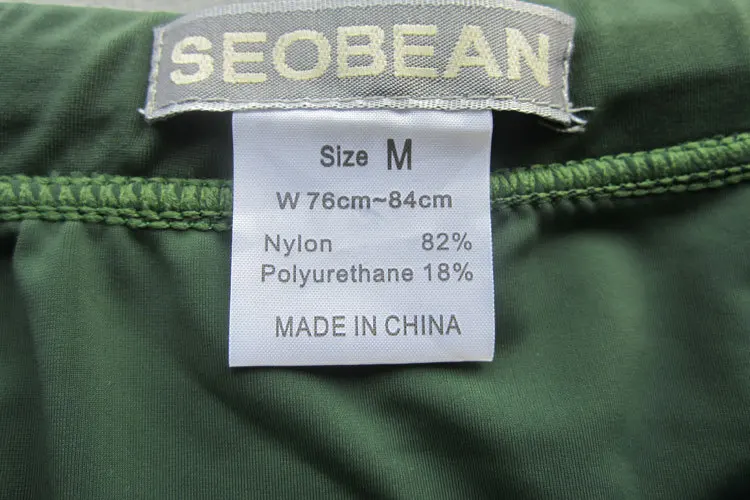 SEOBEAN
Size M
W 76cm~84cm
Nylon 82%
Polyurethane 18%
MADE IN CHINA